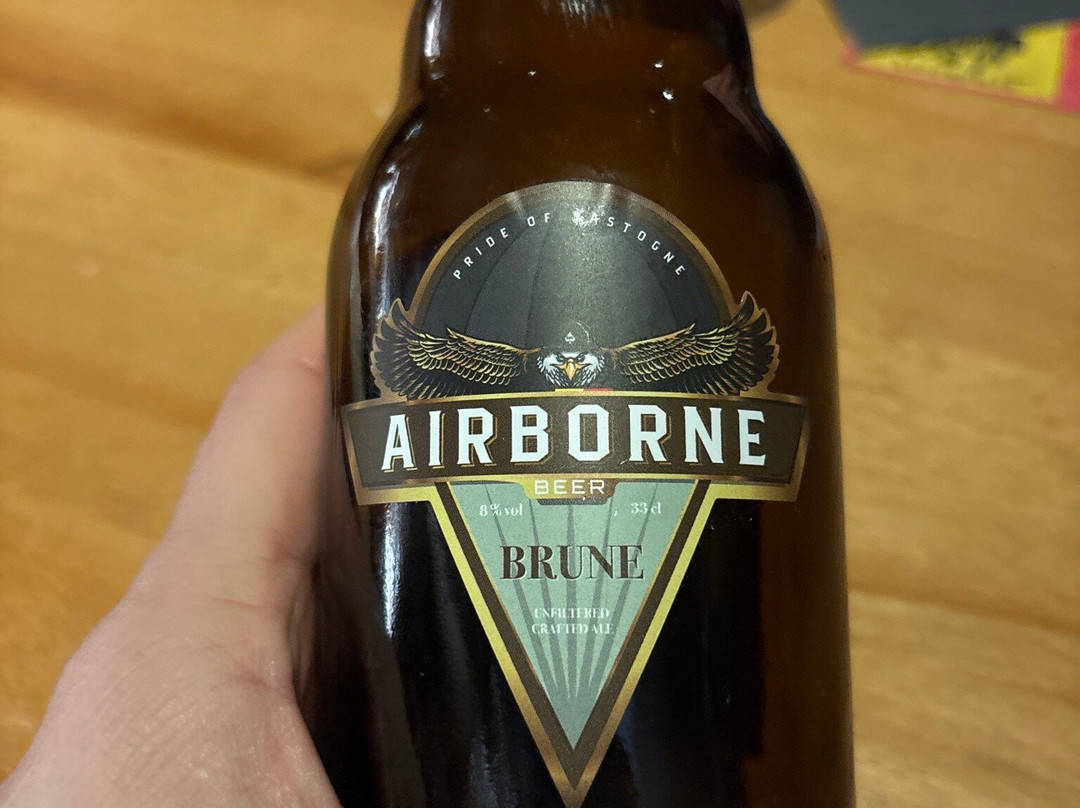 PRIDE OF BASTOGNE
AIRBORNE
BEER
8 % vol
33 cl
BRUNE
UNFILTERED
CRAFTED ALE